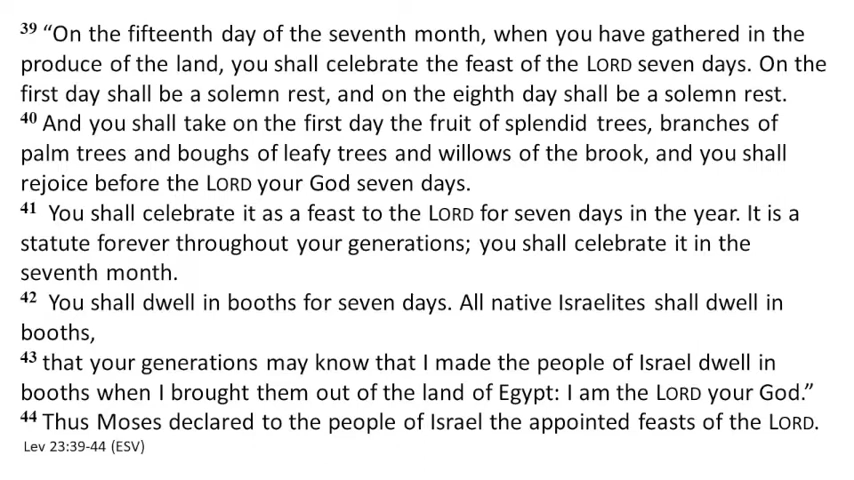 39 “On the fifteenth day of the seventh month, when you have gathered in the
produce of the land, you shall celebrate the feast of the LORD seven days. On the
first day shall be a solemn rest, and on the eighth day shall be a solemn rest.
40 And you shall take on the first day the fruit of splendid trees, branches of
palm trees and boughs of leafy trees and willows of the brook, and you shall
rejoice before the LORD your God seven days.
41 You shall celebrate it as a feast to the LORD for seven days in the year. It is a
statute forever throughout your generations; you shall celebrate it in the
seventh month.
42 You shall dwell in booths for seven days. All native Israelites shall dwell in
booths,
43 that your generations may know that I made the people of Israel dwell in
booths when I brought them out of the land of Egypt: I am the LORD your God.”
44 Thus Moses declared to the people of Israel the appointed feasts of the LORD.
Lev 23:39-44 (ESV)